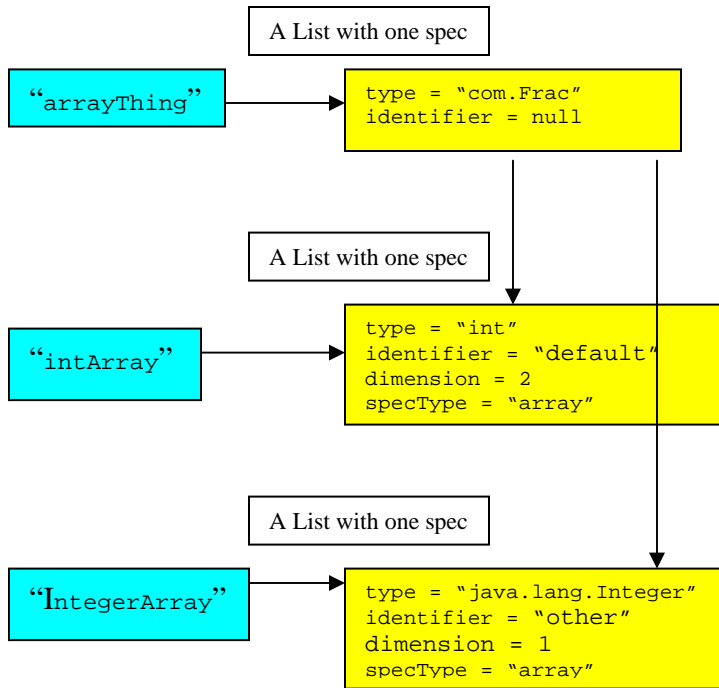 A List with one spec
“arrayThing”
type = “com.Frac”
identifier = null
A List with one spec
“intArray”
type = “int”
identifier = “default”
dimension = 2
specType = “array”
A List with one spec
“IntegerArray”
type = “java.lang.Integer”
identifier = “other”
dimension = 1
specType = “array”